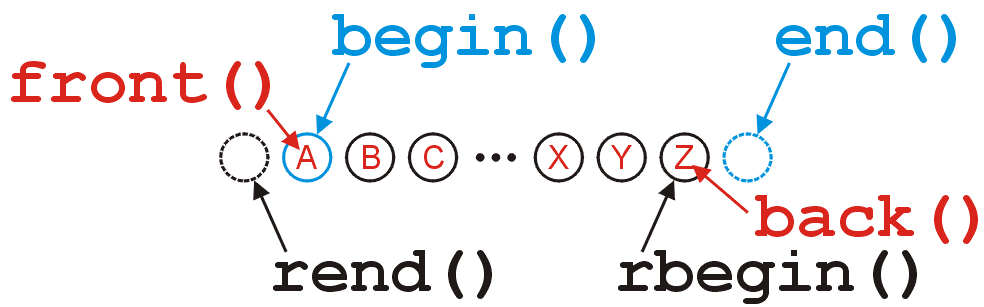 begin() end()
front()
A B C ... X Y Z
back()
rend() rbegin()